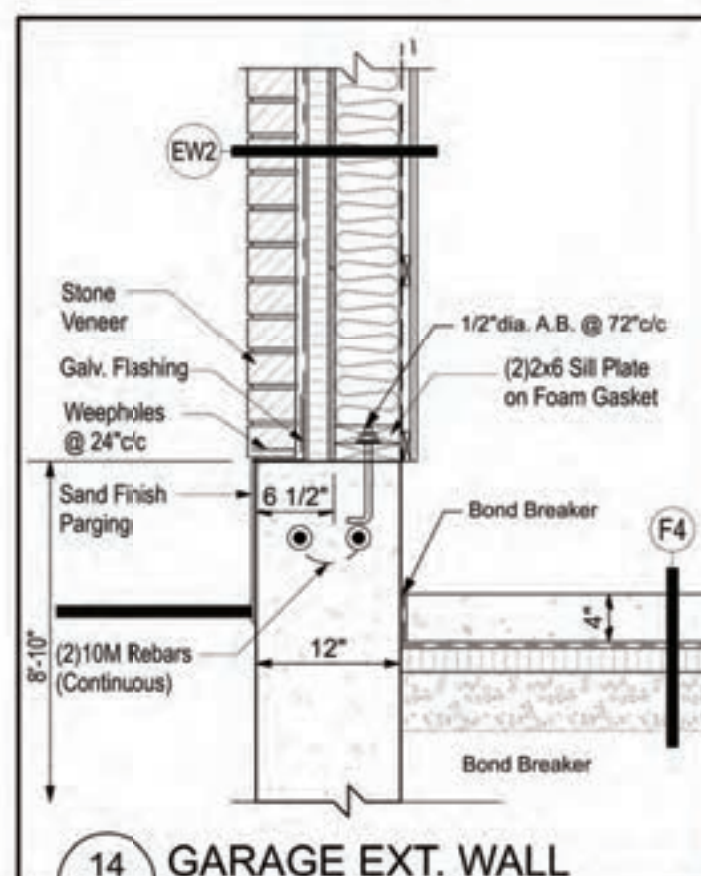 EW2
Stone
Veneer
Galv. Flashing
Weepholes
@ 24"c/c
1/2"dia. A.B. @ 72"c/c
(2)2x6 Sill Plate
on Foam Gasket
Sand Finish
Parging
6 1/2"
Bond Breaker
F4
4"
8'-10"
(2)10M Rebars
(Continuous)
12"
Bond Breaker
14
GARAGE EXT. WALL